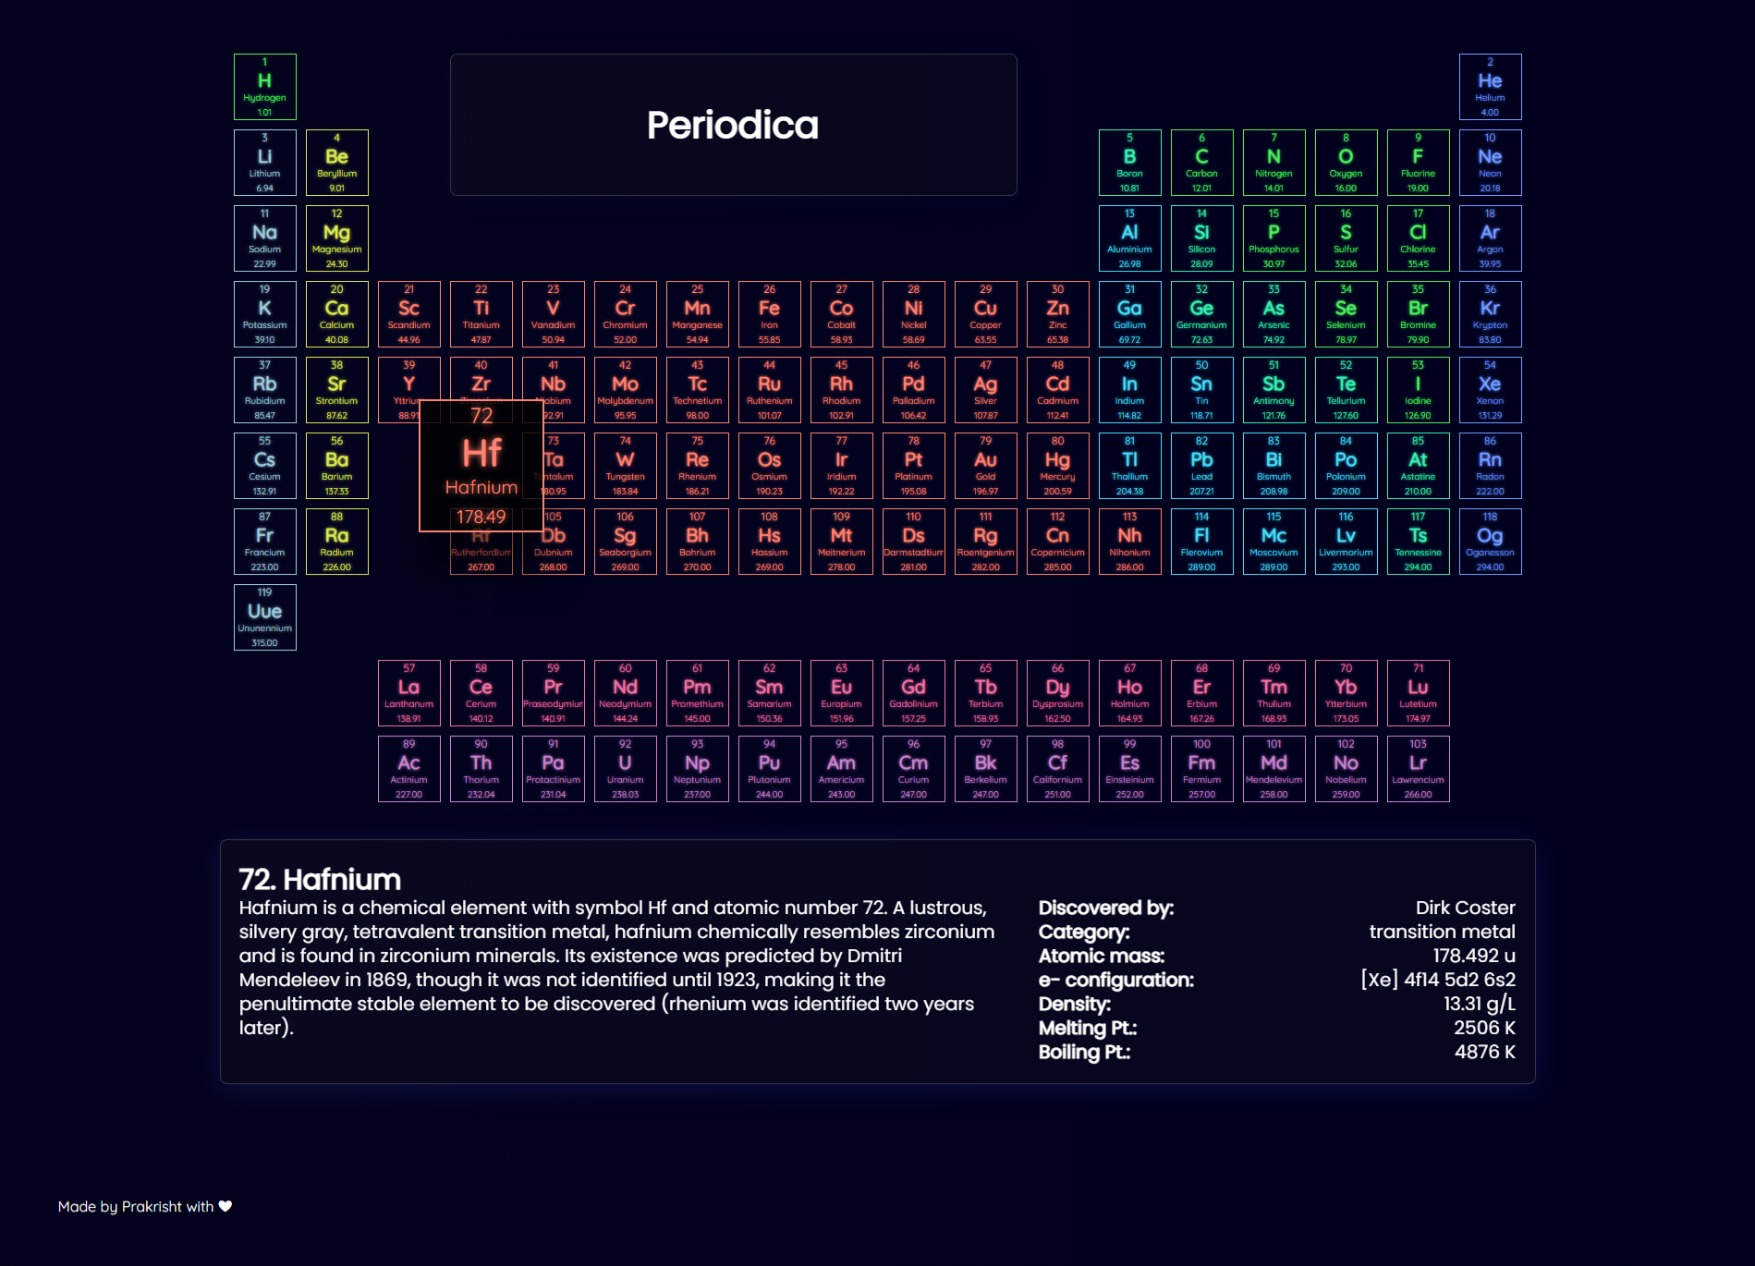 1 2
H He
Hydrogen Helium
1.01 4.00
Periodica
3 4 5 6 7 8 9 10
Li Be B C N O F Ne
Lithium Beryllium Boron Carbon Nitrogen Oxygen Fluorine Neon
6.94 9.01 10.81 12.01 14.01 16.00 19.00 20.18
11 12 13 14 15 16 17 18
Na Mg Al Si P S Cl Ar
Sodium Magnesium Aluminium Silicon Phosphorus Sulfur Chlorine Argon
22.99 24.30 26.98 28.09 30.97 32.06 35.45 39.95
19 20 21 22 23 24 25 26 27 28 29 30 31 32 33 34 35 36
K Ca Sc Ti V Cr Mn Fe Co Ni Cu Zn Ga Ge As Se Br Kr
Potassium Calcium Scandium Titanium Vanadium Chromium Manganese Iron Cobalt Nickel Copper Zinc Gallium Germanium Arsenic Selenium Bromine Krypton
39.10 40.08 44.96 47.87 50.94 52.00 54.94 55.85 58.93 58.69 63.55 65.38 69.72 72.63 74.92 78.97 79.90 83.80
37 38 39 40 41 42 43 44 45 46 47 48 49 50 51 52 53 54
Rb Sr Y Zr Nb Mo Tc Ru Rh Pd Ag Cd In Sn Sb Te I Xe
Rubidium Strontium Molybdenum Technetium Ruthenium Rhodium Palladium Silver Cadmium Indium Tin Antimony Tellurium Iodine Xenon
85.47 87.62 88.91 92.91 95.95 98.00 101.07 102.91 106.42 107.87 112.41 114.82 118.71 121.76 127.60 126.90 131.29
55 56 72 73 74 75 76 77 78 79 80 81 82 83 84 85 86
Cs Ba Hf Ta W Re Os Ir Pt Au Hg Tl Pb Bi Po At Rn
Cesium Barium Hafnium Tungsten Rhenium Osmium Iridium Platinum Gold Mercury Thallium Lead Bismuth Polonium Astatine Radon
132.91 137.33 178.49 180.95 183.84 186.21 190.23 192.22 195.08 196.97 200.59 204.38 207.21 208.98 209.00 210.00 222.00
87 88 105 106 107 108 109 110 111 112 113 114 115 116 117 118
Fr Ra Rf Db Sg Bh Hs Mt Ds Rg Cn Nh Fl Mc Lv Ts Og
Francium Radium Rutherfordium Dubnium Seaborgium Bohrium Hassium Meitnerium Darmstadtium Roentgenium Copernicium Nihonium Flerovium Moscovium Livermorium Tennessine Oganesson
223.00 226.00 267.00 268.00 269.00 270.00 269.00 278.00 281.00 282.00 285.00 286.00 289.00 289.00 293.00 294.00 294.00
119
Uue
Ununennium
315.00
57 58 59 60 61 62 63 64 65 66 67 68 69 70 71
La Ce Pr Nd Pm Sm Eu Gd Tb Dy Ho Er Tm Yb Lu
Lanthanum Cerium Praseodymiur Neodymium Promethium Samarium Europium Gadolinium Terbium Dysprosium Holmium Erbium Thulium Ytterbium Lutetium
138.91 140.12 140.91 144.24 145.00 150.36 151.96 157.25 158.93 162.50 164.93 167.26 168.93 173.05 174.97
89 90 91 92 93 94 95 96 97 98 99 100 101 102 103
Ac Th Pa U Np Pu Am Cm Bk Cf Es Fm Md No Lr
Actinium Thorium Protactinium Uranium Neptunium Plutonium Americium Curium Berkelium Californium Einsteinium Fermium Mendelevium Nobelium Lawrencium
227.00 232.04 231.04 238.03 237.00 244.00 243.00 247.00 247.00 251.00 252.00 257.00 258.00 259.00 266.00
72. Hafnium
Hafnium is a chemical element with symbol Hf and atomic number 72. A lustrous,
silvery gray, tetravalent transition metal, hafnium chemically resembles zirconium
and is found in zirconium minerals. Its existence was predicted by Dmitri
Mendeleev in 1869, though it was not identified until 1923, making it the
penultimate stable element to be discovered (rhenium was identified two years
later).
Discovered by: Dirk Coster
Category: transition metal
Atomic mass: 178.492 u
e- configuration: [Xe] 4f14 5d2 6s2
Density: 13.31 g/L
Melting Pt.: 2506 K
Boiling Pt.: 4876 K
Made by Prakrisht with 🤍